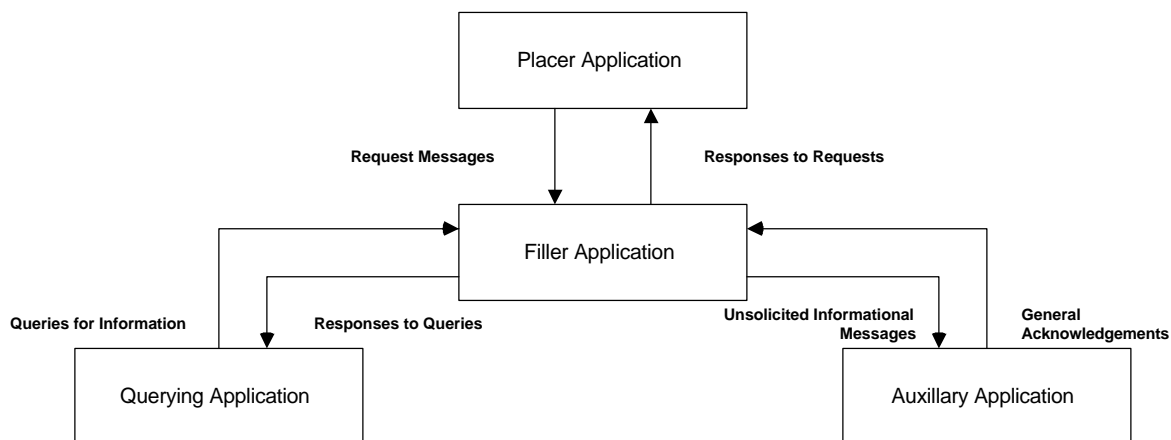 Placer Application
Request Messages
Responses to Requests
Filler Application
Queries for Information
Responses to Queries
Unsolicited Informational
Messages
General
Acknowledgements
Querying Application
Auxillary Application